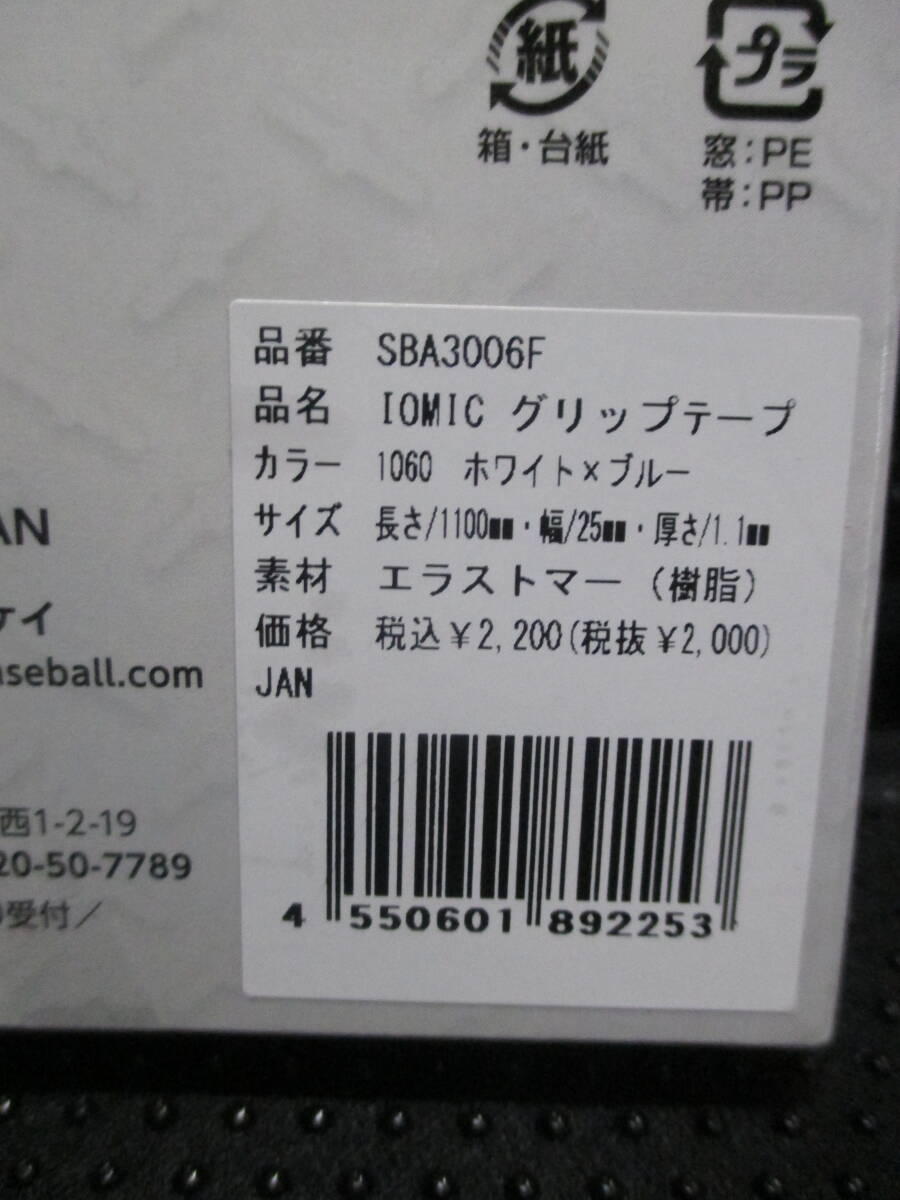 紙
プラ
箱・台紙
窓:PE
帯:PP
品番 SBA3006F
品名 IOMIC グリップテープ
カラー 1060 ホワイト×ブルー
サイズ 長さ/1100mm・幅/25mm・厚さ/1.1mm
素材 エラストマー(樹脂)
価格 税込¥2,200(税抜¥2,000)
JAN
4 550601 892253
AN
ケイ
aseball.com
西1-2-19
20-50-7789
受付/